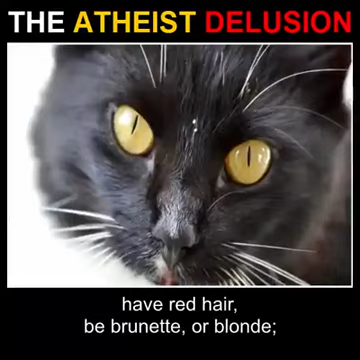 THE ATHEIST DELUSION
have red hair,
be brunette, or blonde;